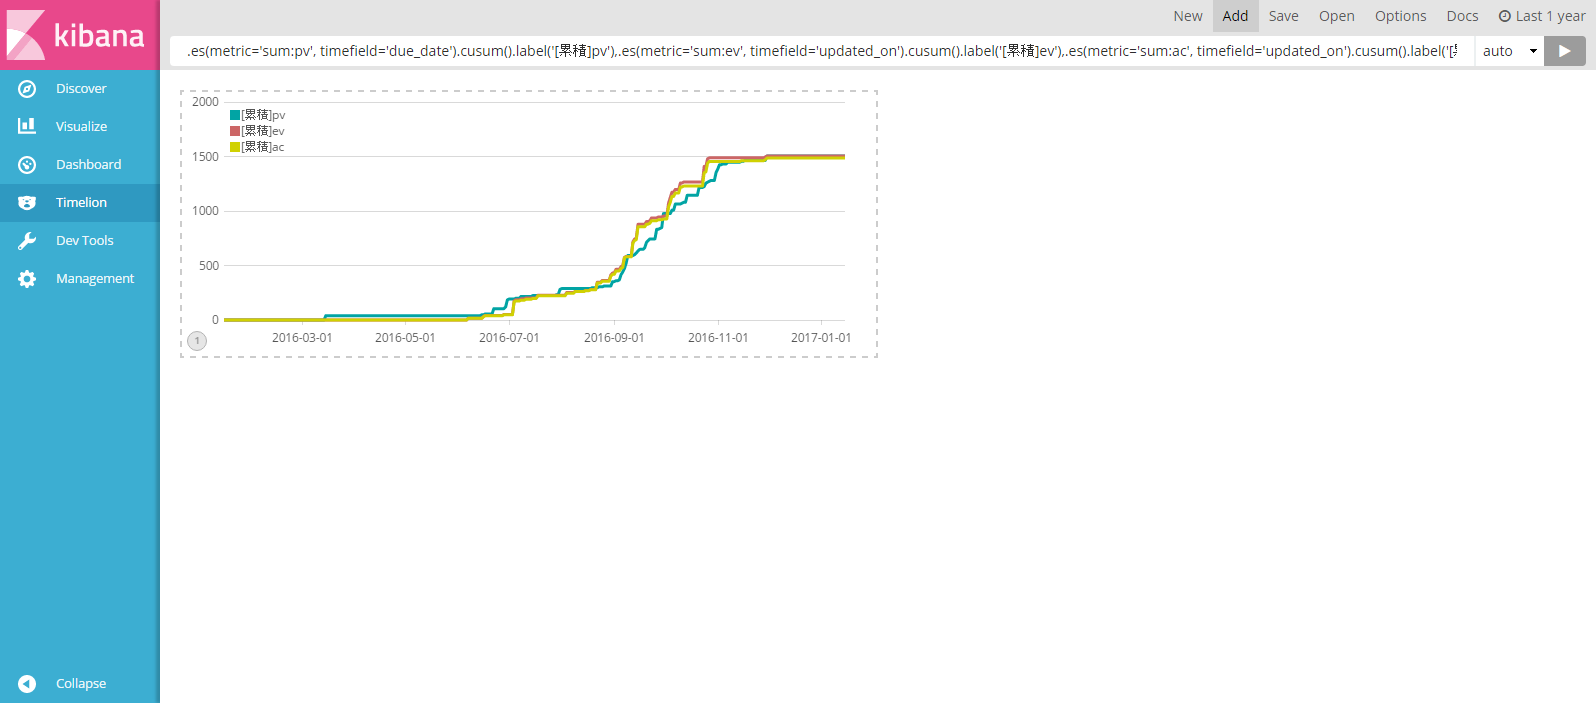 kibana
New Add Save Open Options Docs Last 1 year
.es(metric='sum:pv', timefield='due_date').cusum().label('[累積]pv'),.es(metric='sum:ev', timefield='updated_on').cusum().label('[累積]ev'),.es(metric='sum:ac', timefield='updated_on').cusum().label('[
auto
Discover
Visualize
Dashboard
Timelion
Dev Tools
Management
Collapse
2000
1500
1000
500
0
[累積]pv
[累積]ev
[累積]ac
2016-03-01 2016-05-01 2016-07-01 2016-09-01 2016-11-01 2017-01-01
1